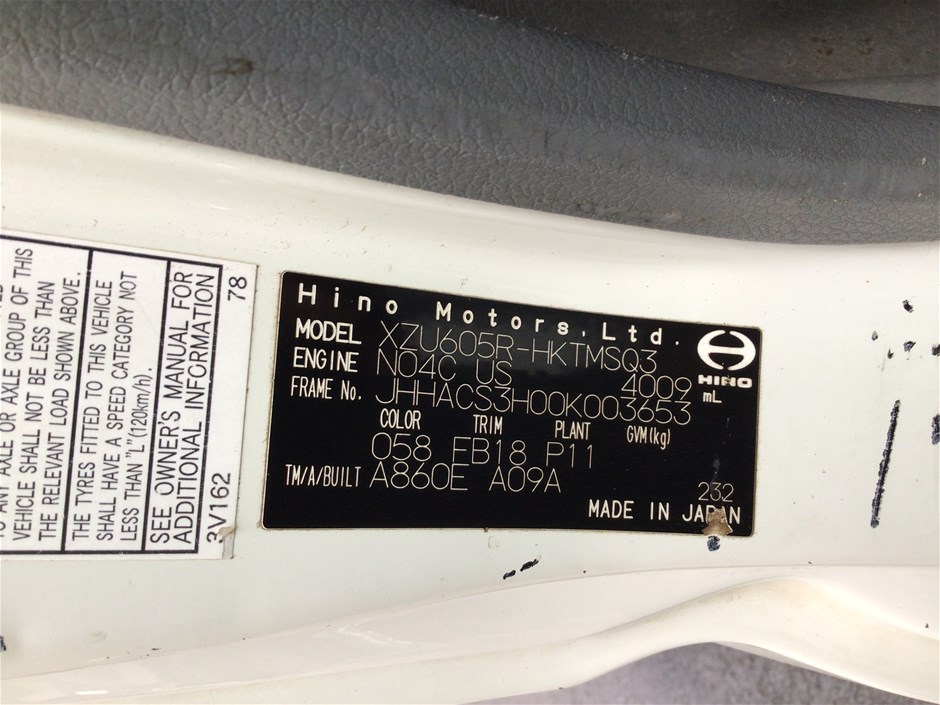 TO ANY AXLE OR AXLE GROUP OF THIS
VEHICLE SHALL NOT BE LESS THAN
THE RELEVANT LOAD SHOWN ABOVE.
THE TYRES FITTED TO THIS VEHICLE
SHALL HAVE A SPEED CATEGORY NOT
LESS THAN "L"(120km/h).
SEE OWNER'S MANUAL FOR
ADDITIONAL INFORMATION
V162
78
Hino Motors, Ltd.
MODEL XZU605R-HKTMSQ3
ENGINE N04C US 4009 mL
FRAME No. JHHACS3H00K003653
HINO
COLOR TRIM PLANT GVM(kg)
058 FB18 P11
TM/A/BUILT A860E A09A
232
MADE IN JAPAN